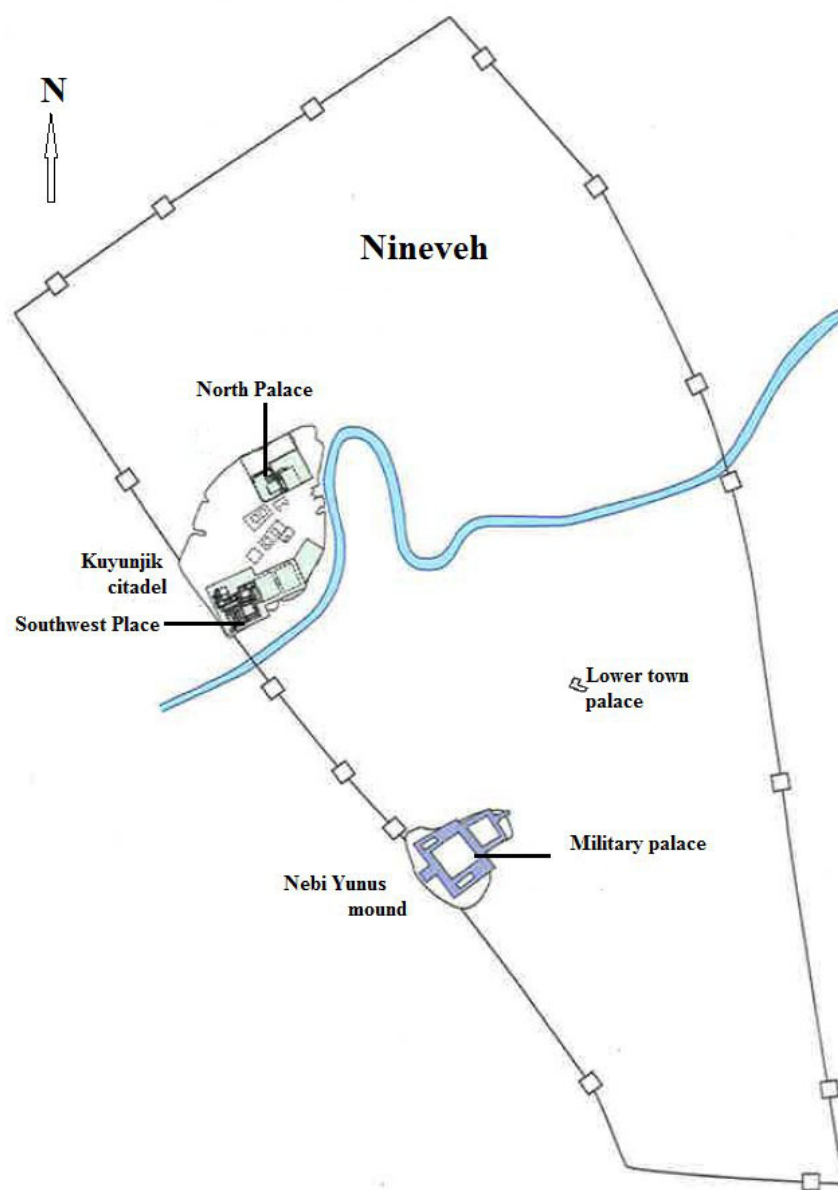 N
Nineveh
North Palace
Kuyunjik
citadel
Southwest Place
Lower town
palace
Military palace
Nebi Yunus
mound